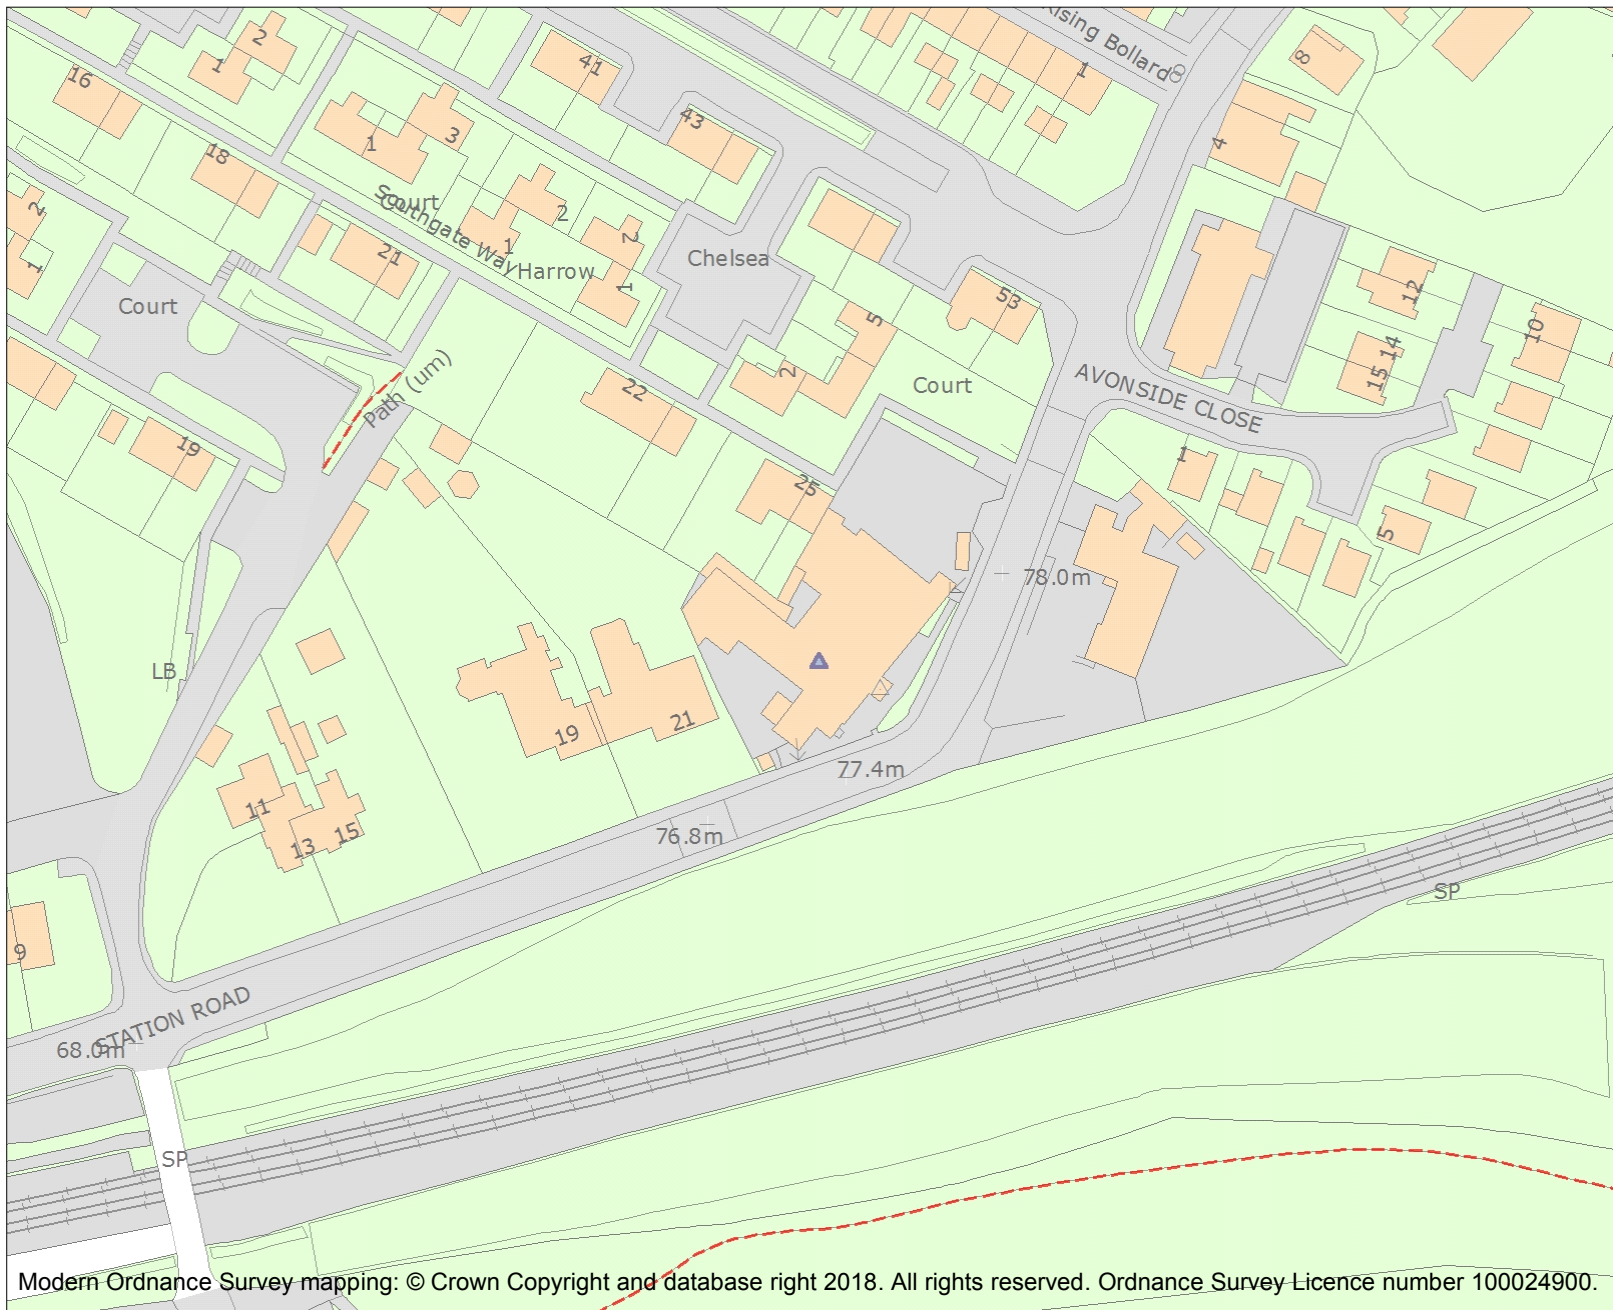 Rising Bollard
2
1
16
41
8
1
43
3
1
4
18
2
Court
Southgate Way
2
1
2
21
Chelsea
Harrow
1
1
12
53
Court
5
10
14
15
Path (um)
2
22
Court
AVONSIDE CLOSE
19
1
25
5
78.0m
LB
21
19
77.4m
11
13
15
76.8m
SP
9
STATION ROAD
68.0m
SP
Modern Ordnance Survey mapping: © Crown Copyright and database right 2018. All rights reserved. Ordnance Survey Licence number 100024900.